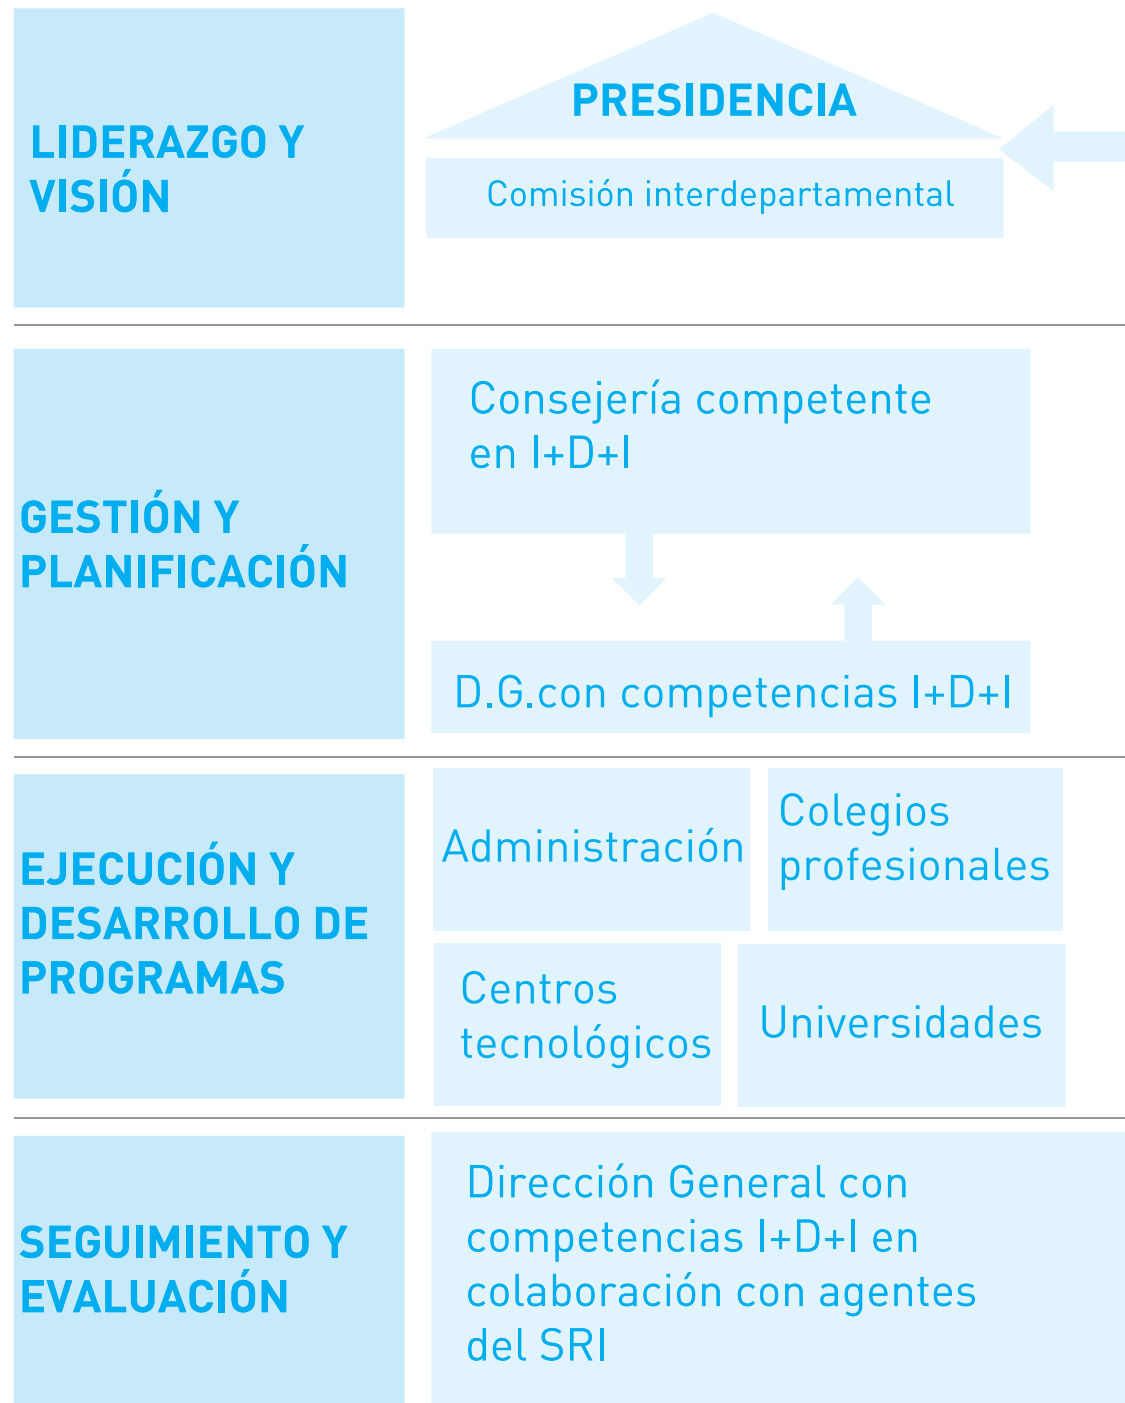 LIDERAZGO Y
VISIÓN
PRESIDENCIA
Comisión interdepartamental
GESTIÓN Y
PLANIFICACIÓN
Consejería competente
en I+D+I
D.G.con competencias I+D+I
EJECUCIÓN Y
DESARROLLO DE
PROGRAMAS
Administración
Colegios
profesionales
Centros
tecnológicos
Universidades
SEGUIMIENTO Y
EVALUACIÓN
Dirección General con
competencias I+D+I en
colaboración con agentes
del SRI